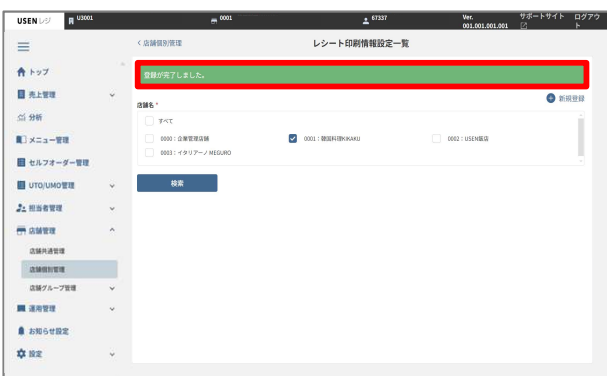 USEN レジ U3001 0001 67337 Ver. 001.001.001.001 サポートサイト ログアウト
< 店舗個別管理 レシート印刷情報設定一覧
トップ
売上管理
分析
メニュー管理
セルフオーダー管理
UTO/UMO管理
担当者管理
店舗管理
店舗共通管理
店舗個別管理
店舗グループ管理
運用管理
お知らせ設定
設定
登録が完了しました。
新規登録
店舗名 *
すべて
0000:企業管理店舗 0001:韓国料理KIKAKU 0002:USEN飯店
0003:イタリアーノ MEGURO
検索